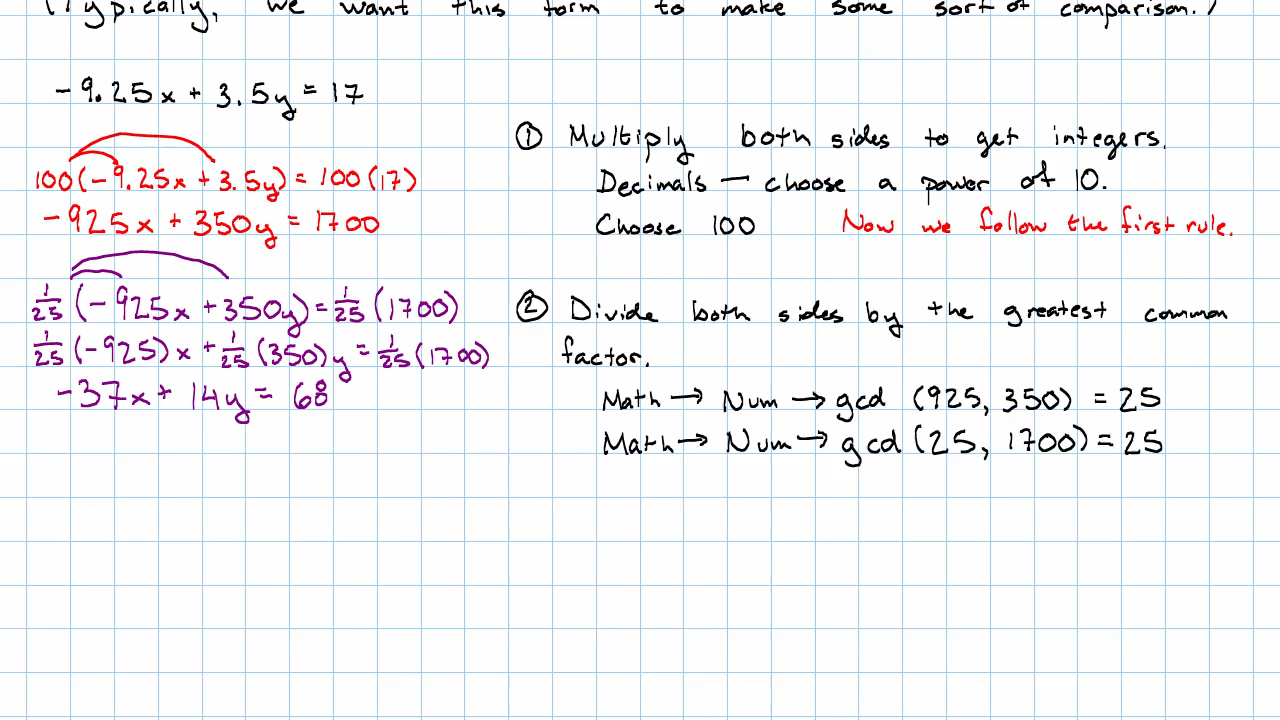 (Typically, we want this form to make some sort of comparison.)
-9.25x + 3.5y = 17
100(-9.25x + 3.5y) = 100(17)
-925x + 350y = 1700
1/25 (-925x + 350y) = 1/25 (1700)
1/25 (-925)x + 1/25 (350)y = 1/25 (1700)
-37x + 14y = 68
① Multiply both sides to get integers.
Decimals — choose a power of 10.
Choose 100 Now we follow the first rule.
② Divide both sides by the greatest common
factor.
Math → Num → gcd (925, 350) = 25
Math → Num → gcd (25, 1700) = 25